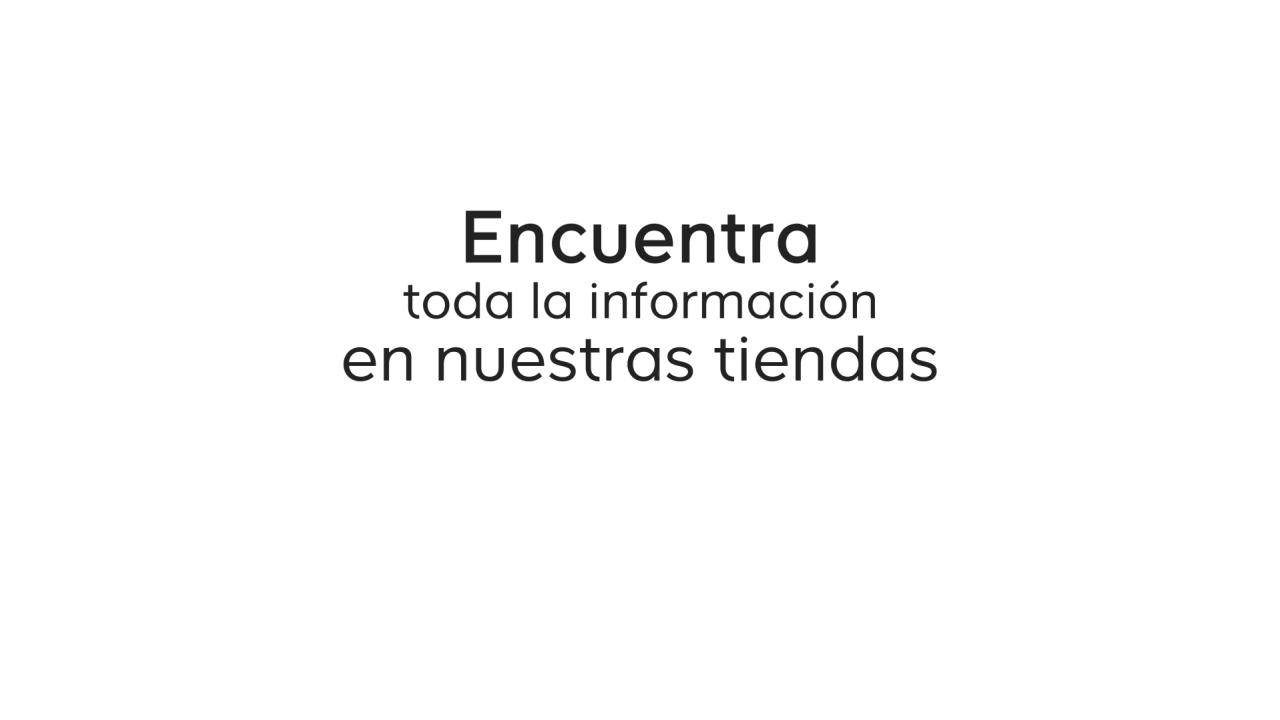 Encuentra
toda la información
en nuestras tiendas